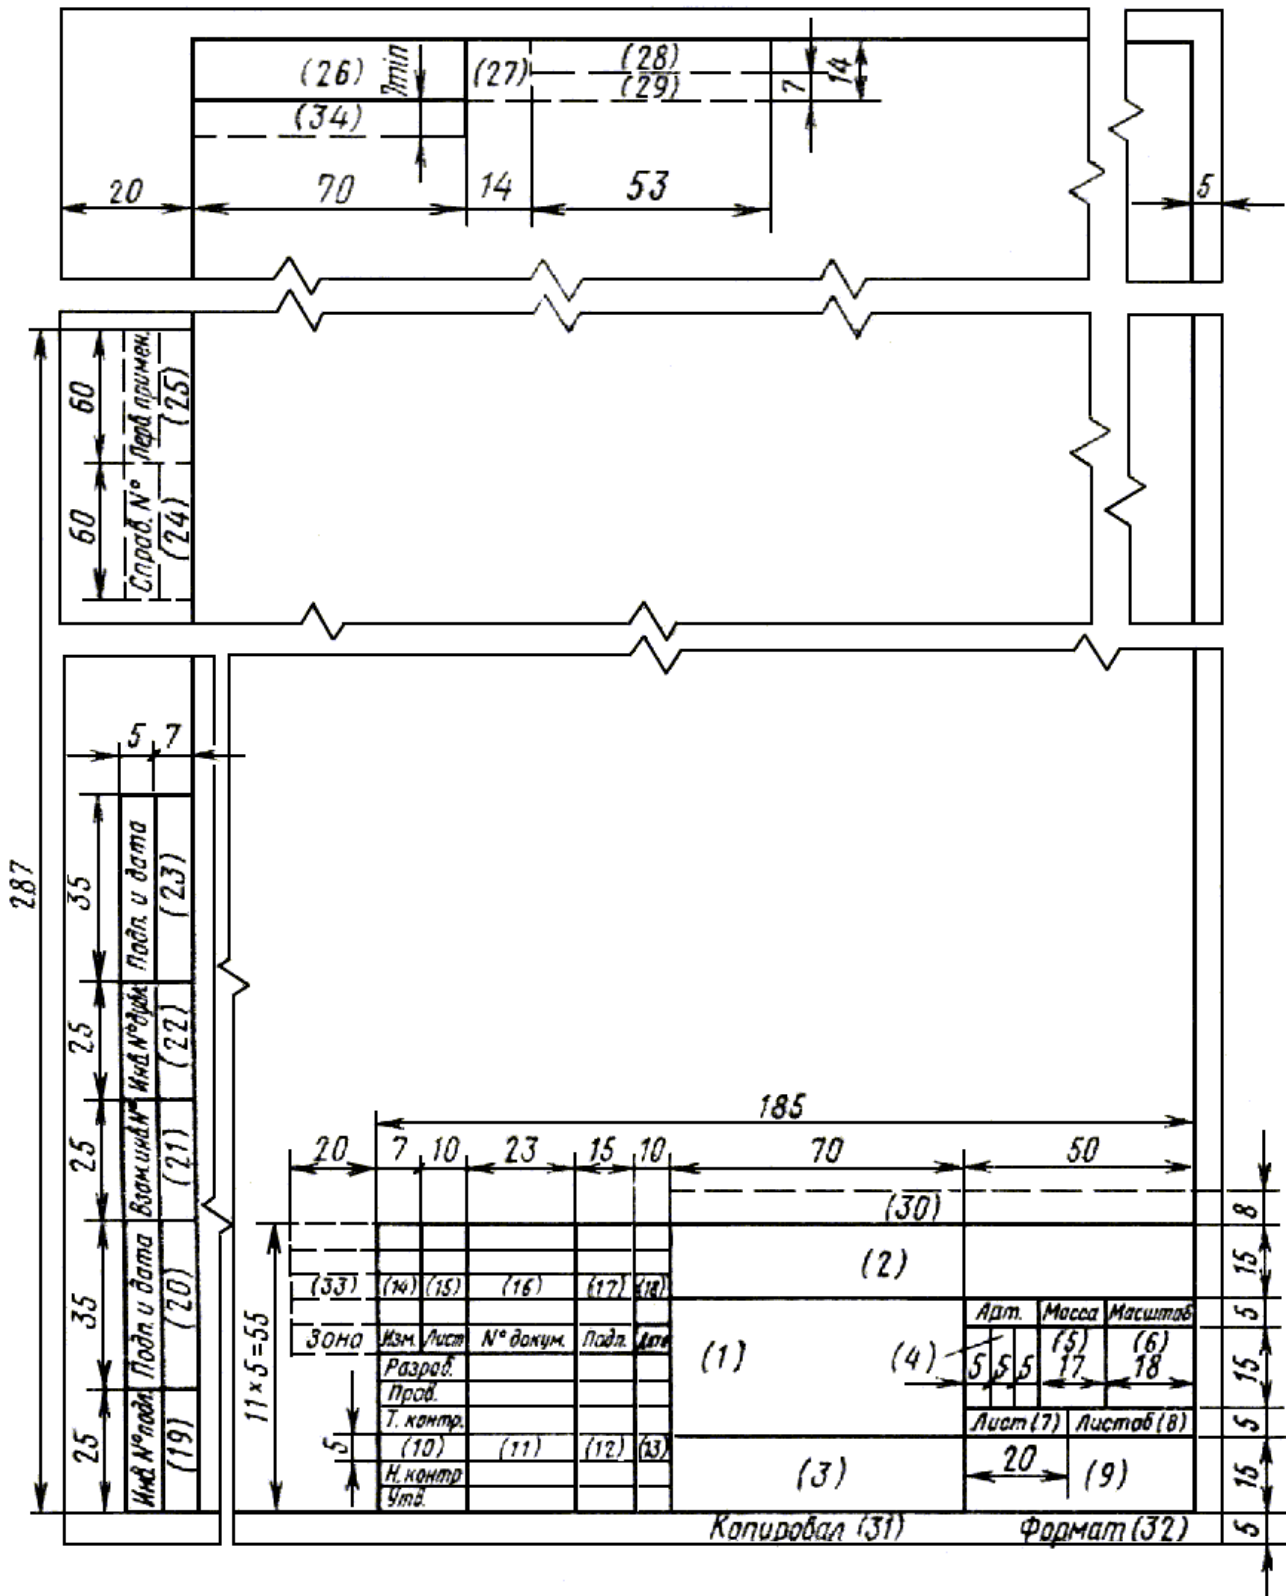 (26) 7min (27) (28)
(29) 7 14
(34)
20 70 14 53 5
60 Перв. примен. (25)
60 Справ. N° (24)
287
5 7
35 Подп. и дата (23)
25 Инв. N° дубл. (22)
25 Взам.инв.N° (21)
35 Подп. и дата (20)
25 Инв. N° подл. (19)
185
20 7 10 23 15 10 70 50
(30) 8
(2) 15
(33) (14) (15) (16) (17) (18)
Арт. Масса Масштаб 5
Зона Изм. Лист N° докум. Подп. Дата
(1) (4) (5) (6)
5 5 5 17 18 15
11×5=55
Разраб.
Пров.
Т. контр.
Лист (7) Листов (8) 5
5 (10) (11) (12) (13)
Н. контр
Утв.
(3) 20 (9) 15
Копировал (31) Формат (32) 5